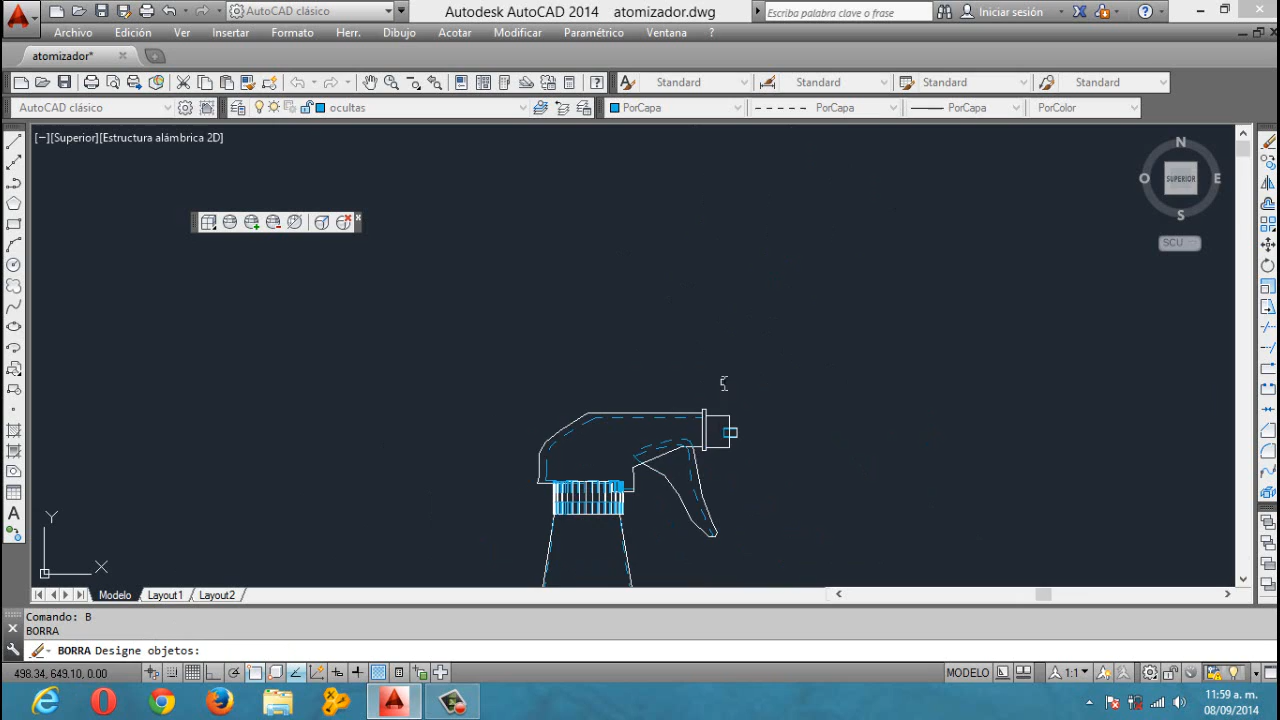 AutoCAD clásico
Autodesk AutoCAD 2014 atomizador.dwg
Escriba palabra clave o frase
Iniciar sesión
Archivo Edición Ver Insertar Formato Herr. Dibujo Acotar Modificar Paramétrico Ventana ?
atomizador*
Standard Standard Standard Standard
AutoCAD clásico ocultas PorCapa PorCapa PorCapa PorColor
[−][Superior][Estructura alámbrica 2D]
N
O SUPERIOR E
S
SCU
Y
X
Modelo Layout1 Layout2
Comando: B
BORRA
BORRA Designe objetos:
498.34, 649.10, 0.00 MODELO 1:1
11:59 a. m.
08/09/2014